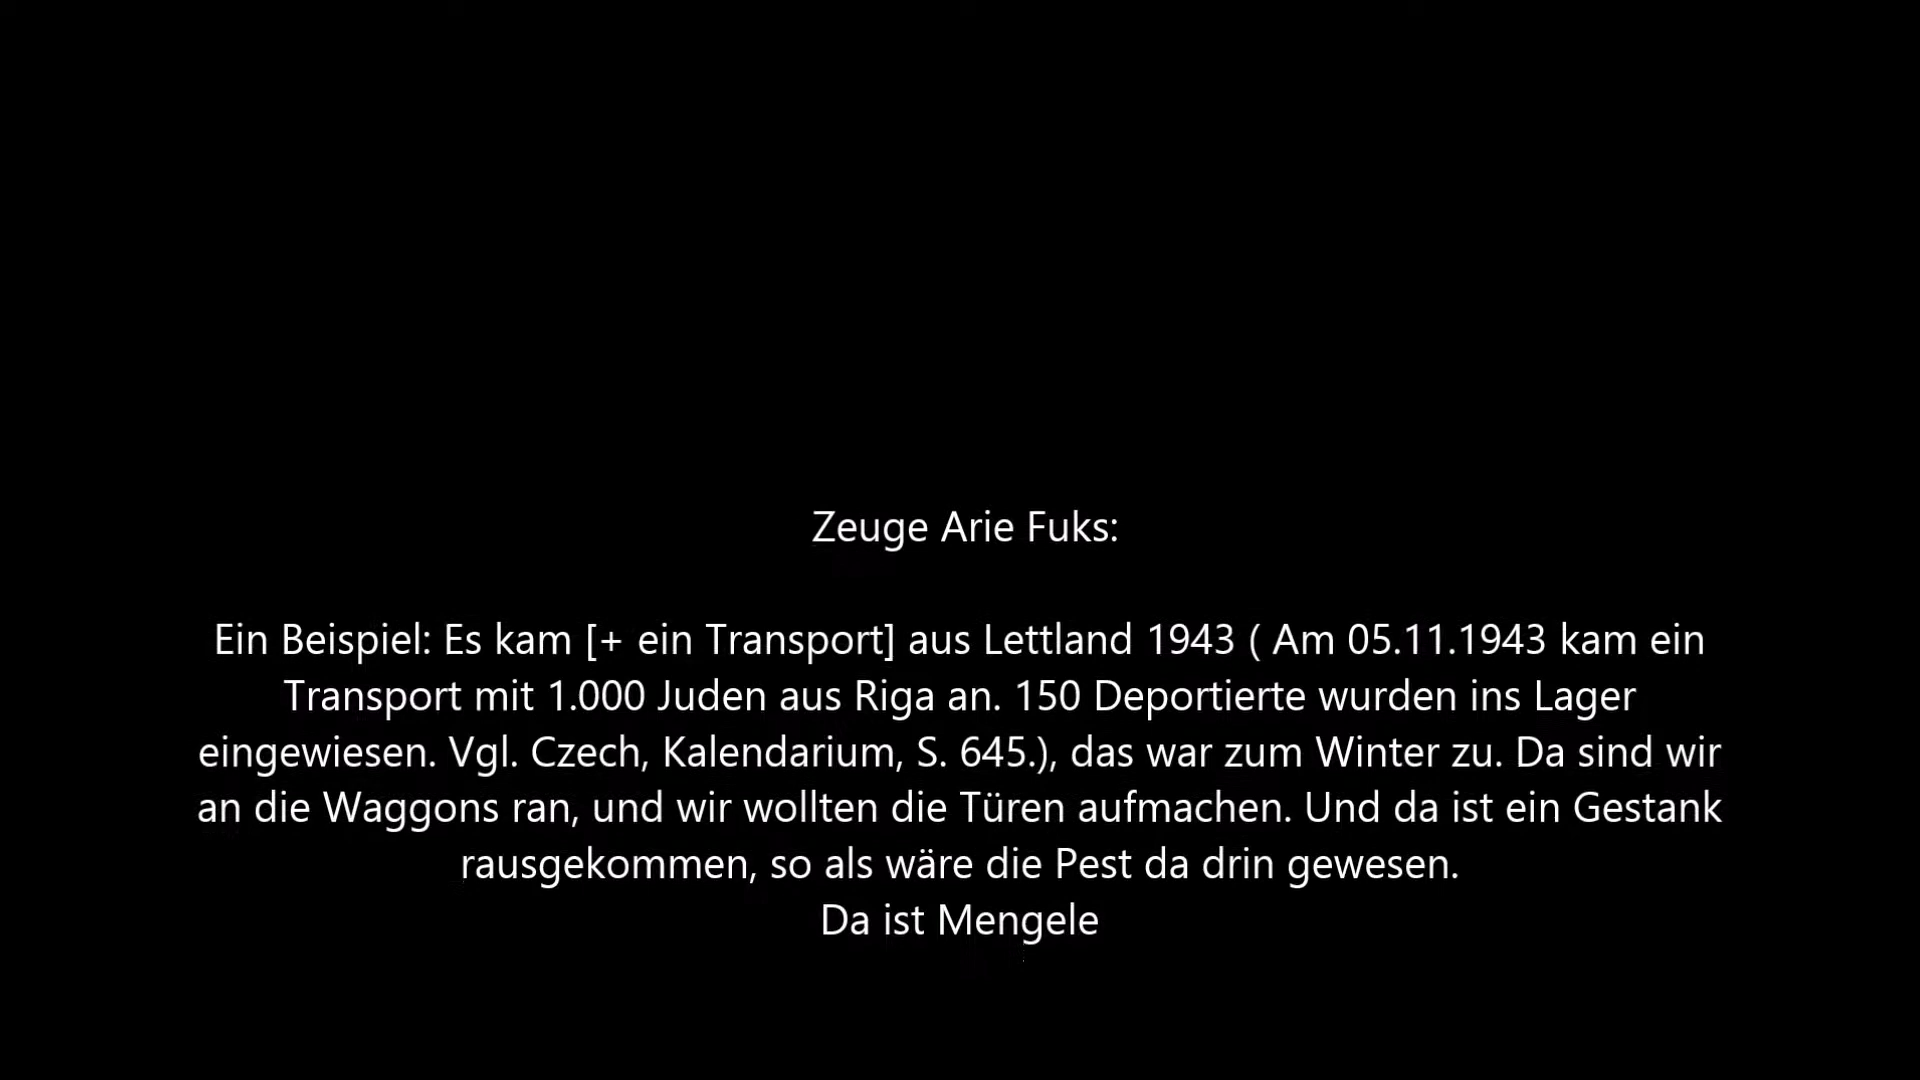 Zeuge Arie Fuks:
Ein Beispiel: Es kam [+ ein Transport] aus Lettland 1943 ( Am 05.11.1943 kam ein
Transport mit 1.000 Juden aus Riga an. 150 Deportierte wurden ins Lager
eingewiesen. Vgl. Czech, Kalendarium, S. 645.), das war zum Winter zu. Da sind wir
an die Waggons ran, und wir wollten die Türen aufmachen. Und da ist ein Gestank
rausgekommen, so als wäre die Pest da drin gewesen.
Da ist Mengele